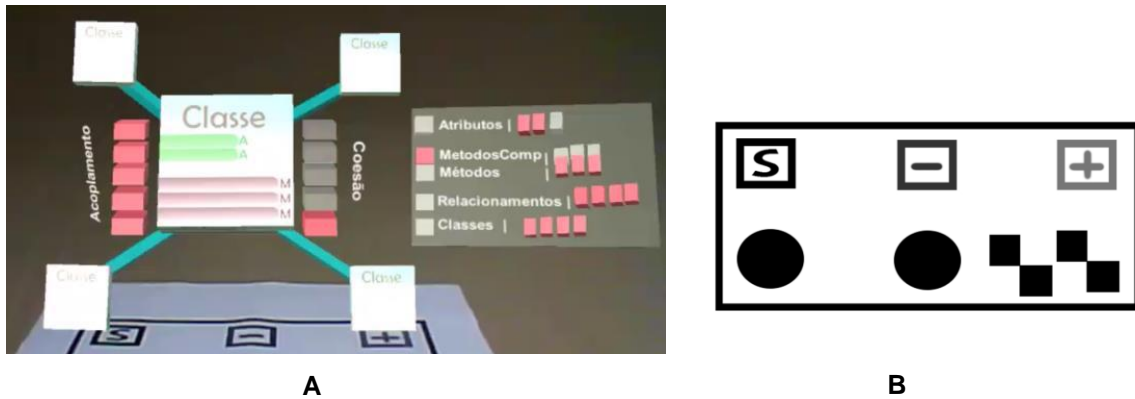 Classe
Classe
Classe
A
A
M
M
M
Acoplamento
Coesão
Atributos |
MetodosComp |
Métodos
Relacionamentos |
Classes |
Classe
Classe
S - +
S - +
A
B